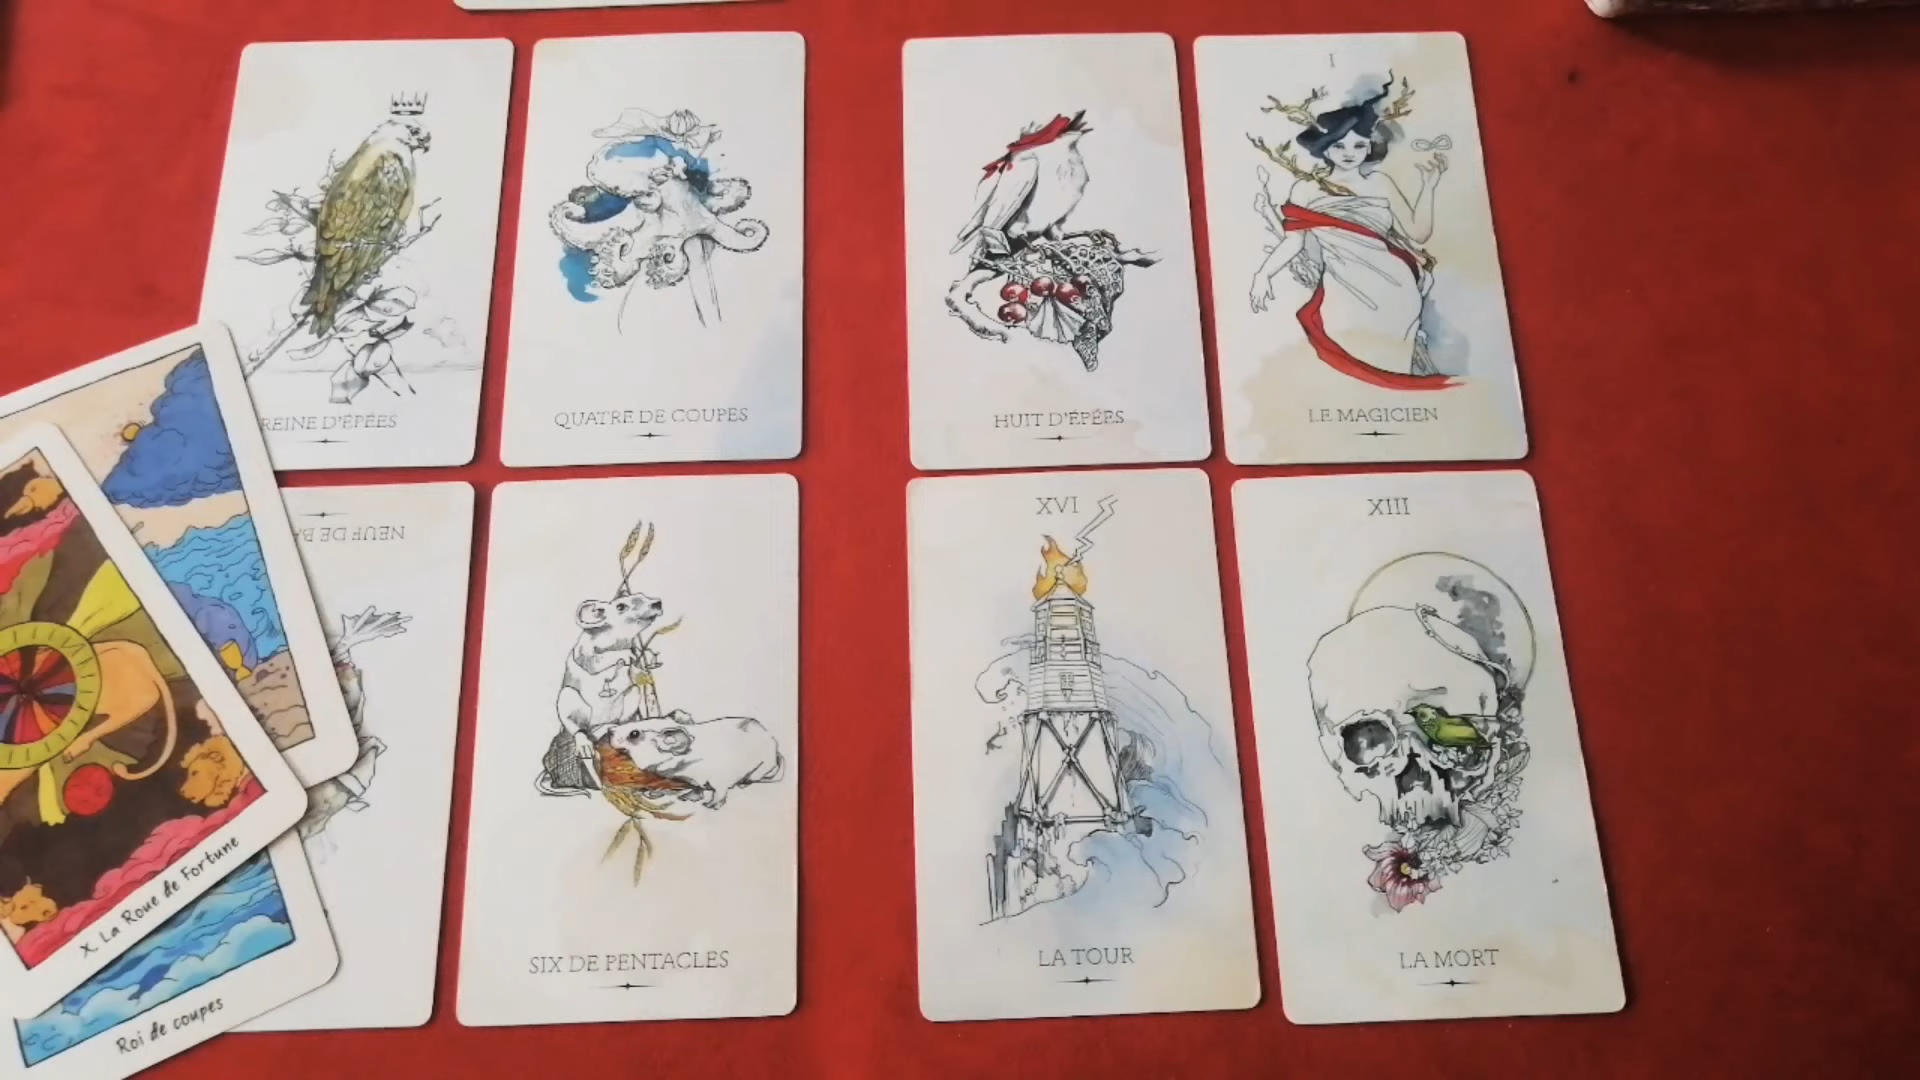 REINE D'ÉPÉES
QUATRE DE COUPES
HUIT D'ÉPÉES
I
LE MAGICIEN
NEUF DE
SIX DE PENTACLES
XVI
LA TOUR
XIII
LA MORT
X. La Roue de Fortune
Roi de coupes